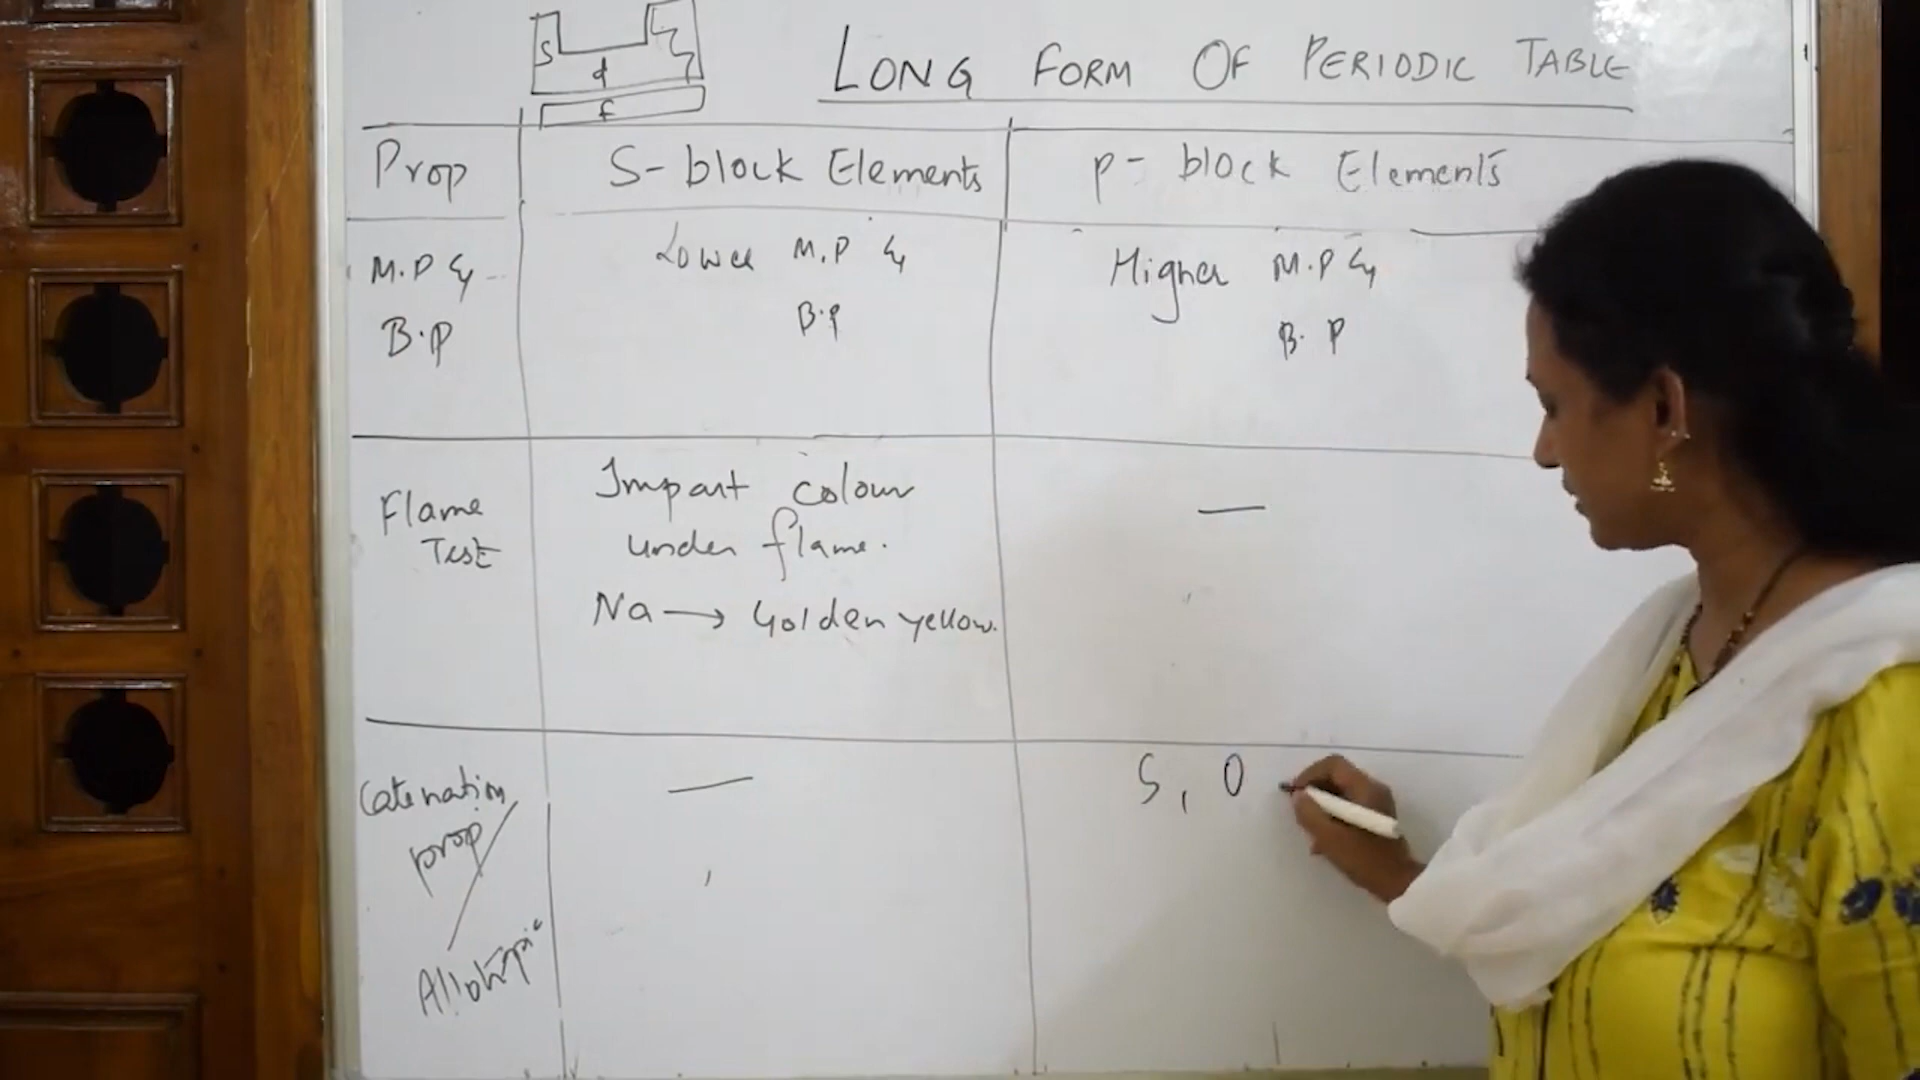 S
d
f
LONG FORM OF PERIODIC TABLE
Prop
S-block Elements
p- block Elements
M.P &
B.P
Lower M.P &
B.P
Higher M.P &
B. P
Flame
Test
Impart colour
under flame.
Na → Golden yellow.
—
Catenation
prop/
Allotropic
—
S, O